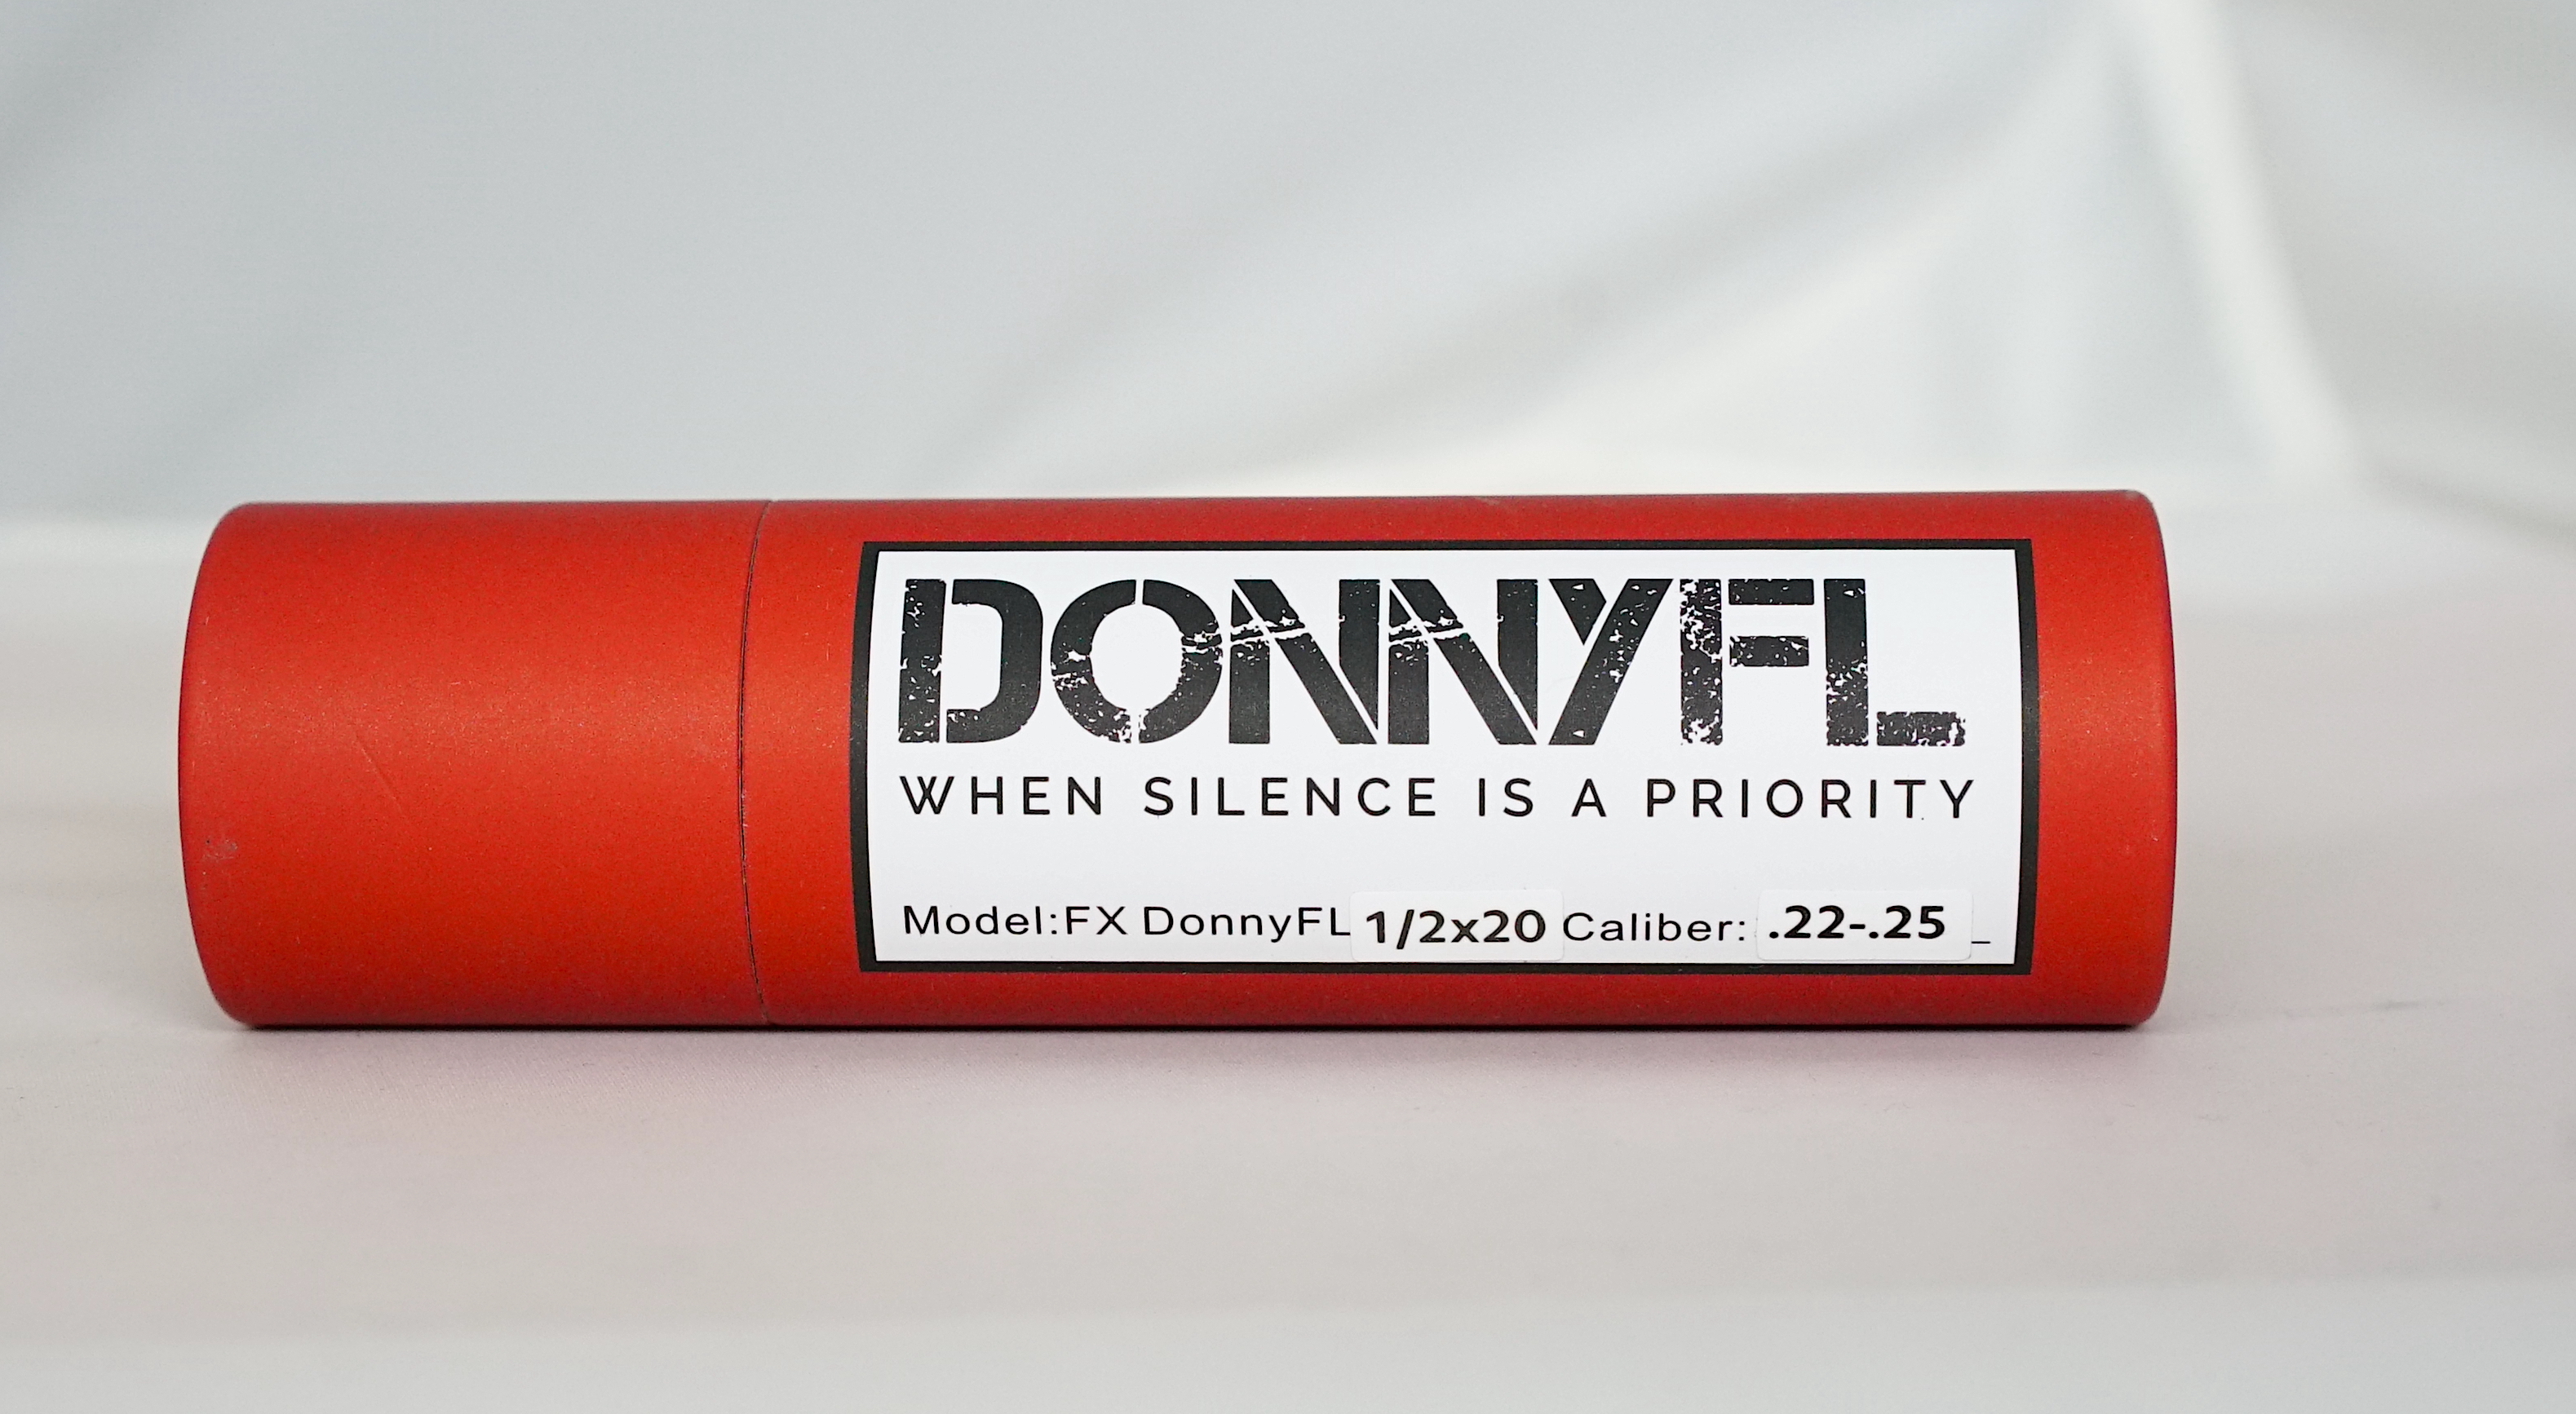 DONNYFL
WHEN SILENCE IS A PRIORITY
Model:FX DonnyFL 1/2x20 Caliber: .22-.25 _